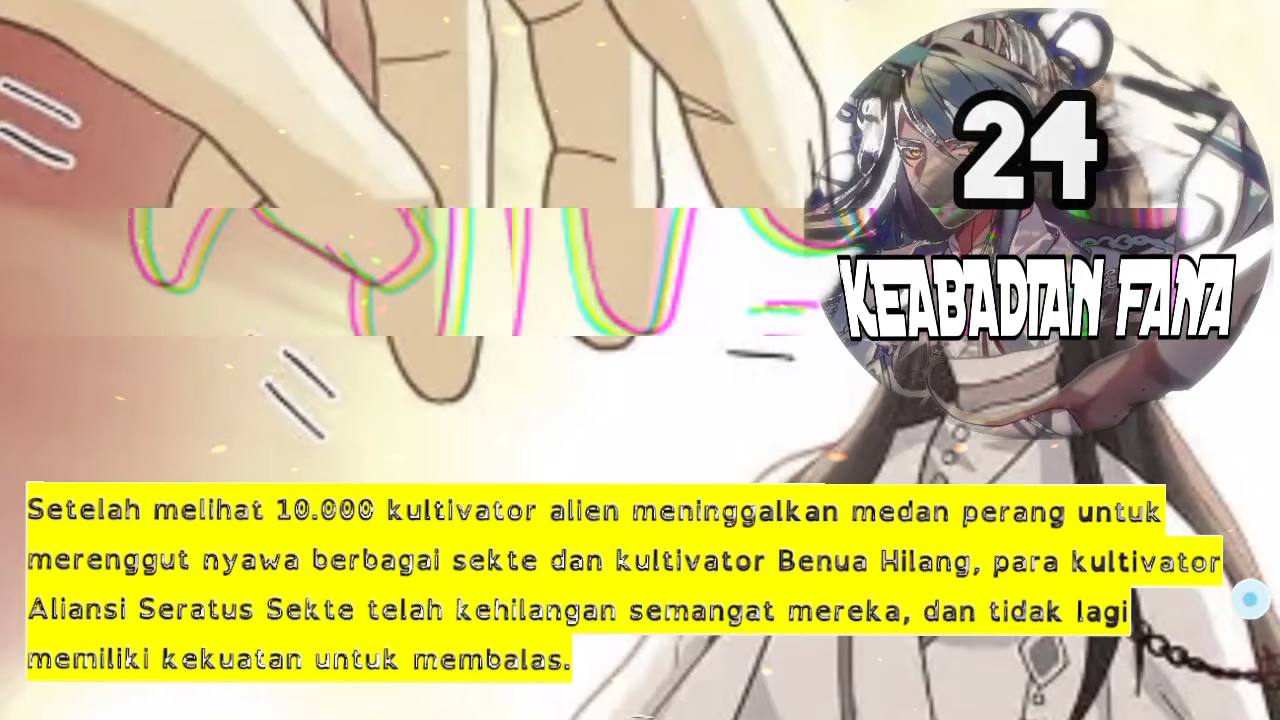 24
KEABADIAN FANA
Setelah melihat 10.000 kultivator alien meninggalkan medan perang untuk
merenggut nyawa berbagai sekte dan kultivator Benua Hilang, para kultivator
Aliansi Seratus Sekte telah kehilangan semangat mereka, dan tidak lagi
memiliki kekuatan untuk membalas.